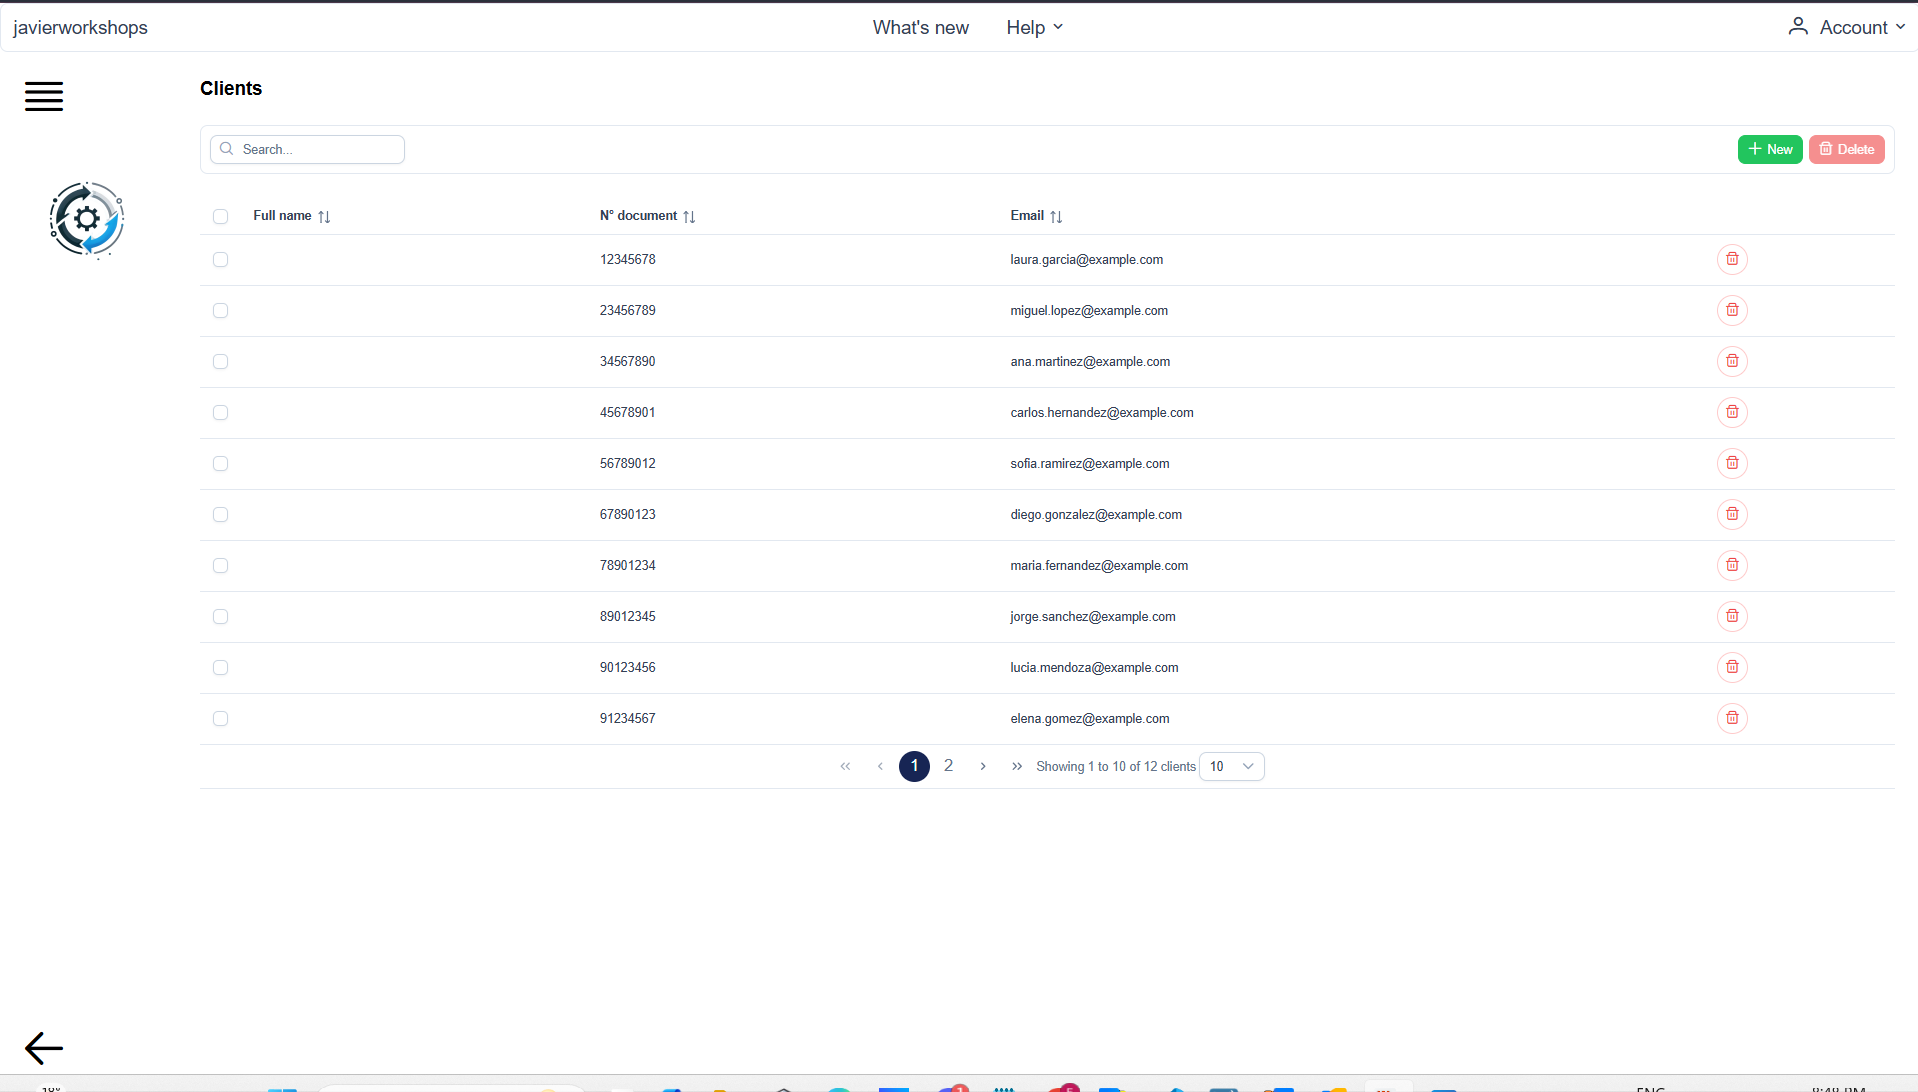 javierworkshops What's new Help Account
Clients
Search... New Delete
Full name N° document Email
12345678 laura.garcia@example.com
23456789 miguel.lopez@example.com
34567890 ana.martinez@example.com
45678901 carlos.hernandez@example.com
56789012 sofia.ramirez@example.com
67890123 diego.gonzalez@example.com
78901234 maria.fernandez@example.com
89012345 jorge.sanchez@example.com
90123456 lucia.mendoza@example.com
91234567 elena.gomez@example.com
« ‹ 1 2 › » Showing 1 to 10 of 12 clients 10